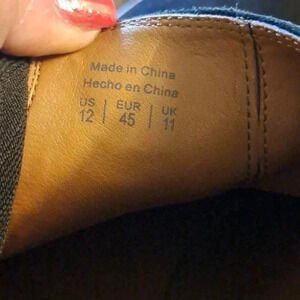 Made in China
Hecho en China
US | EUR | UK
12 | 45 | 11